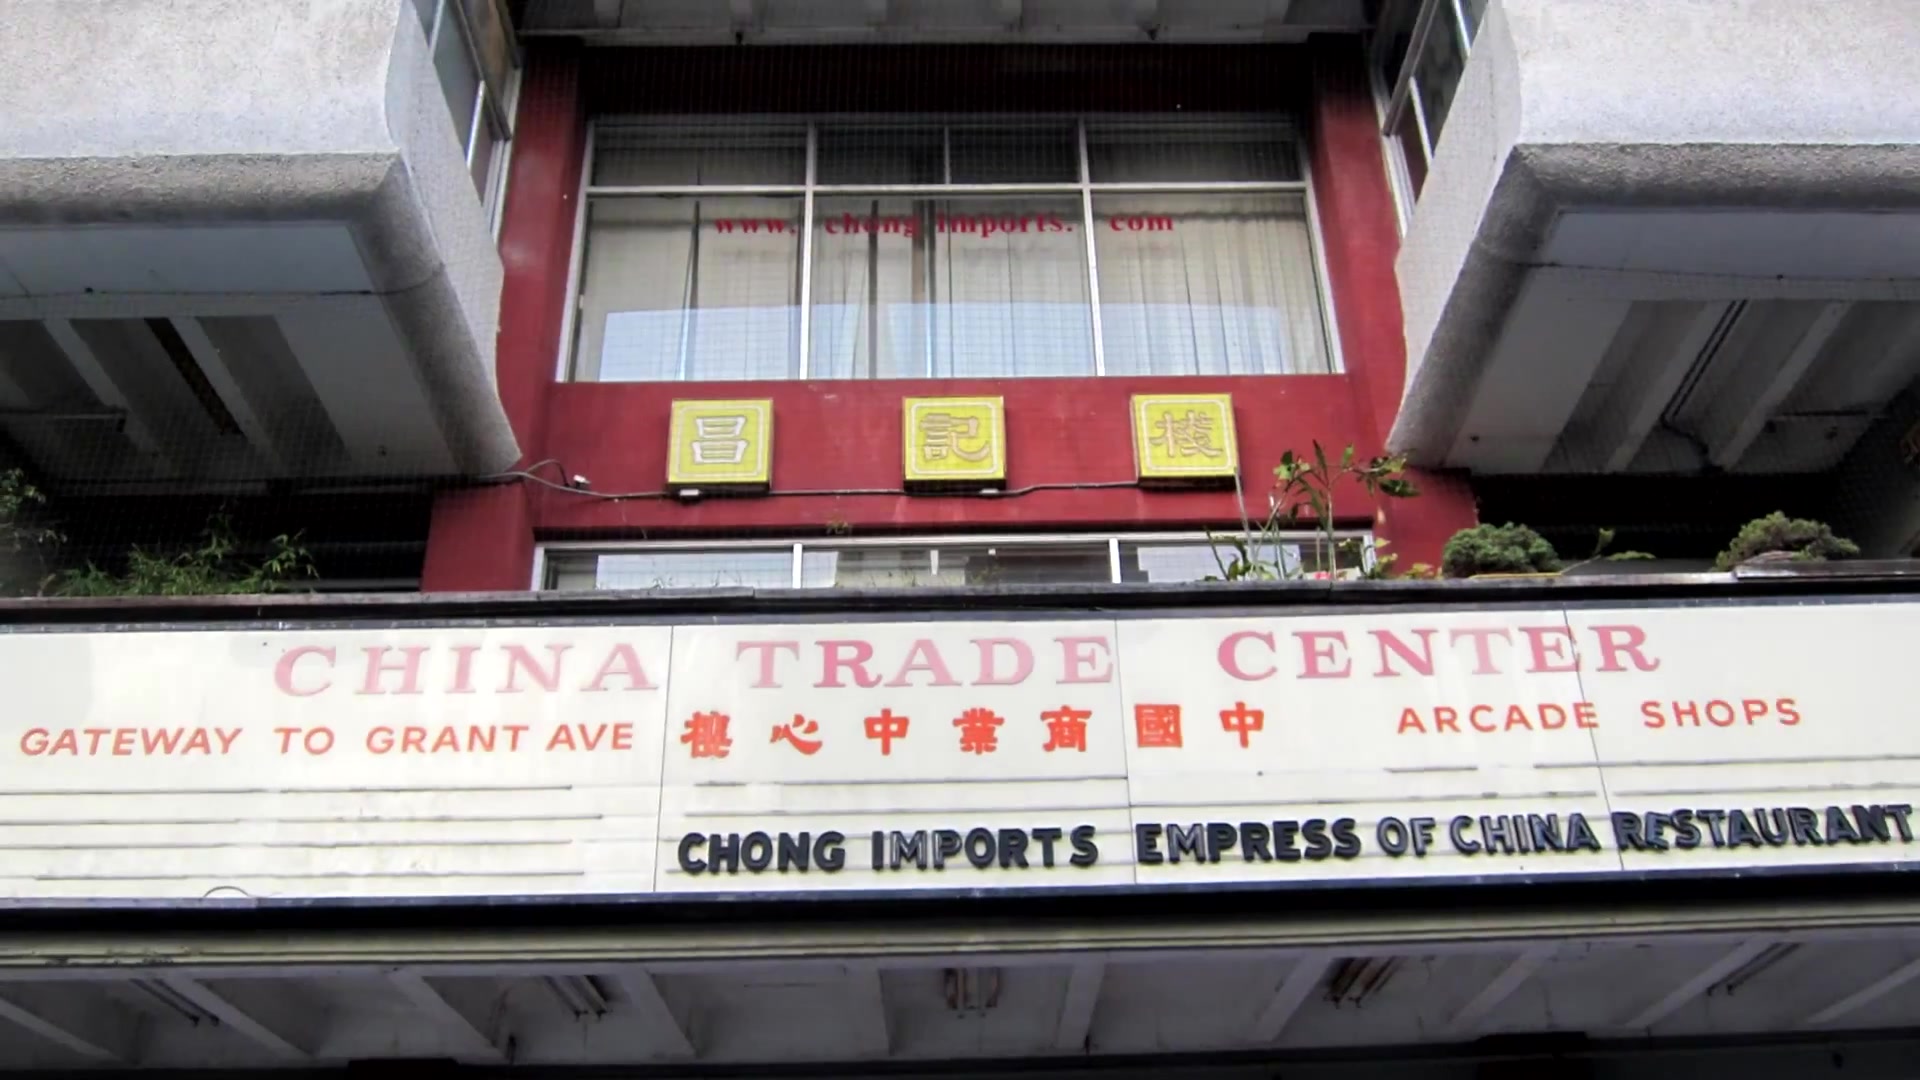 www. chong imports. com
昌記棧
CHINA TRADE CENTER
GATEWAY TO GRANT AVE 樓心中業商國中 ARCADE SHOPS
CHONG IMPORTS EMPRESS OF CHINA RESTAURANT